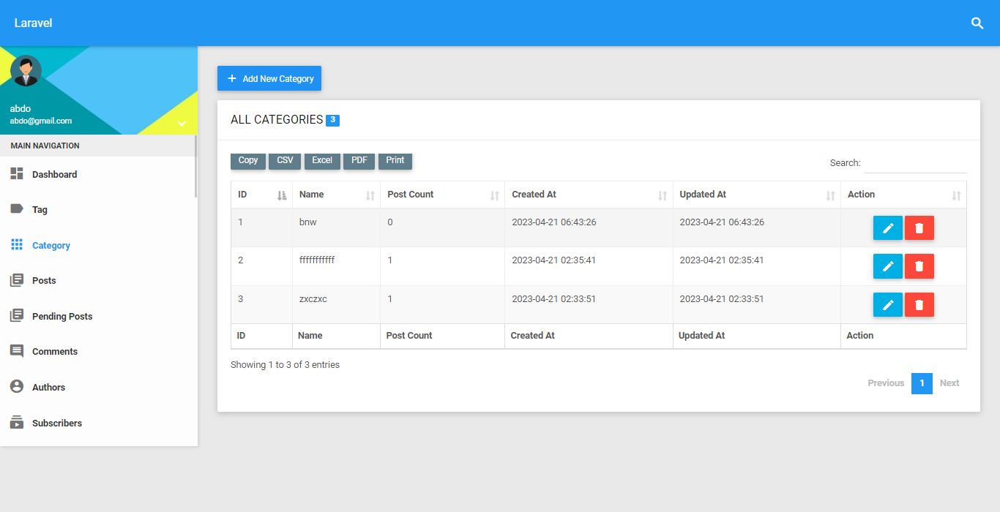 Laravel
abdo
abdo@gmail.com
MAIN NAVIGATION
Dashboard
Tag
Category
Posts
Pending Posts
Comments
Authors
Subscribers
Add New Category
ALL CATEGORIES 3
Copy CSV Excel PDF Print Search:
ID Name Post Count Created At Updated At Action
1 bnw 0 2023-04-21 06:43:26 2023-04-21 06:43:26
2 fffffffffff 1 2023-04-21 02:35:41 2023-04-21 02:35:41
3 zxczxc 1 2023-04-21 02:33:51 2023-04-21 02:33:51
ID Name Post Count Created At Updated At Action
Showing 1 to 3 of 3 entries
Previous 1 Next